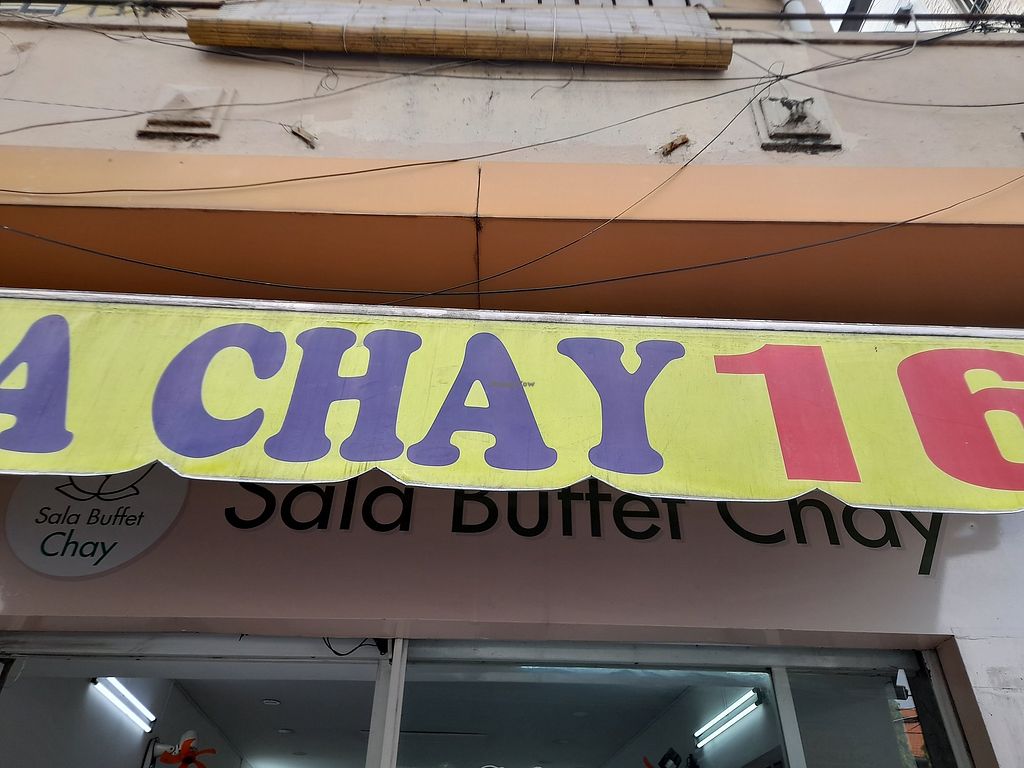 A CHAY 16
Sala Buffet
Chay
Sala Buffet Chay